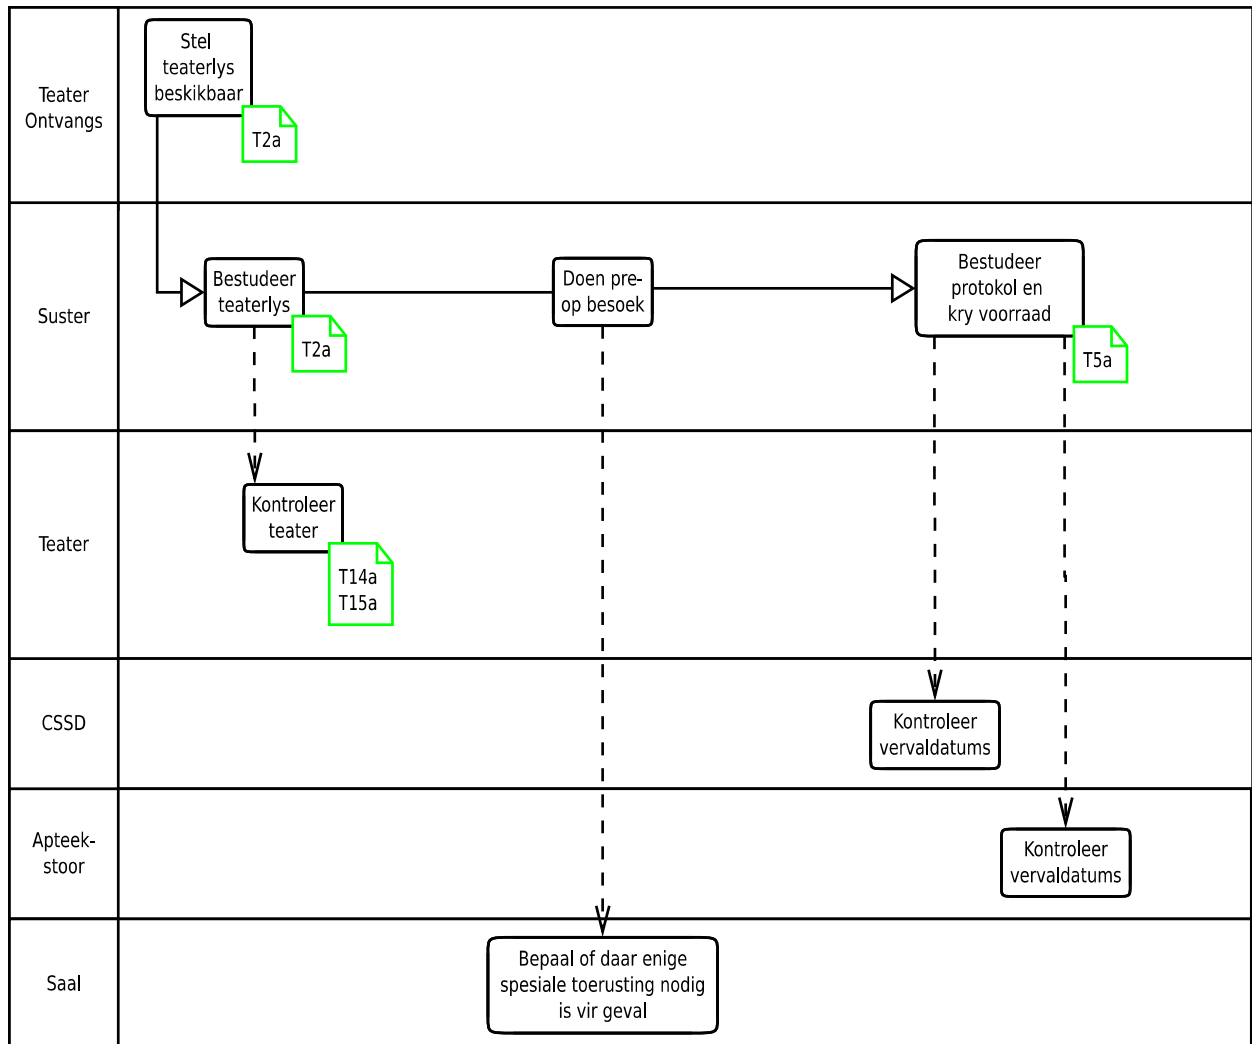 Teater
Ontvangs
Stel
teaterlys
beskikbaar
T2a
Suster
Bestudeer
teaterlys
T2a
Doen pre-
op besoek
Bestudeer
protokol en
kry voorraad
T5a
Teater
Kontroleer
teater
T14a
T15a
CSSD
Kontroleer
vervaldatums
Apteek-
stoor
Kontroleer
vervaldatums
Saal
Bepaal of daar enige
spesiale toerusting nodig
is vir geval